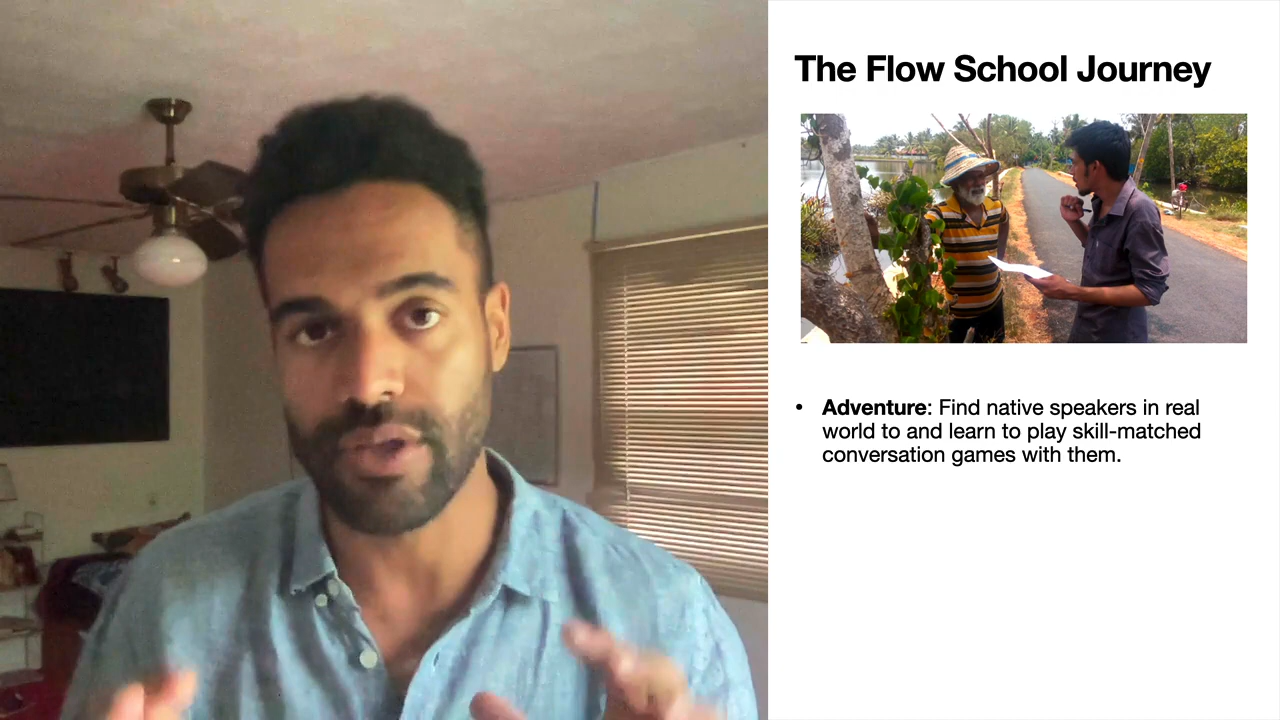 The Flow School Journey
• Adventure: Find native speakers in real
world to and learn to play skill-matched
conversation games with them.